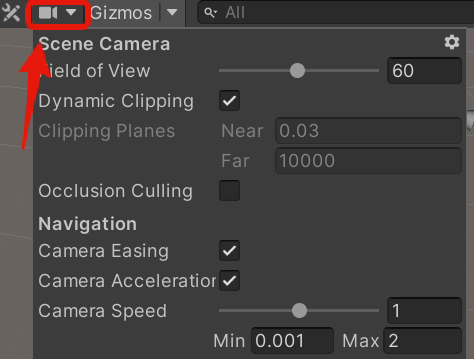 Gizmos All
Scene Camera
Field of View 60
Dynamic Clipping
Clipping Planes Near 0.03
Far 10000
Occlusion Culling
Navigation
Camera Easing
Camera Acceleration
Camera Speed 1
Min 0.001 Max 2